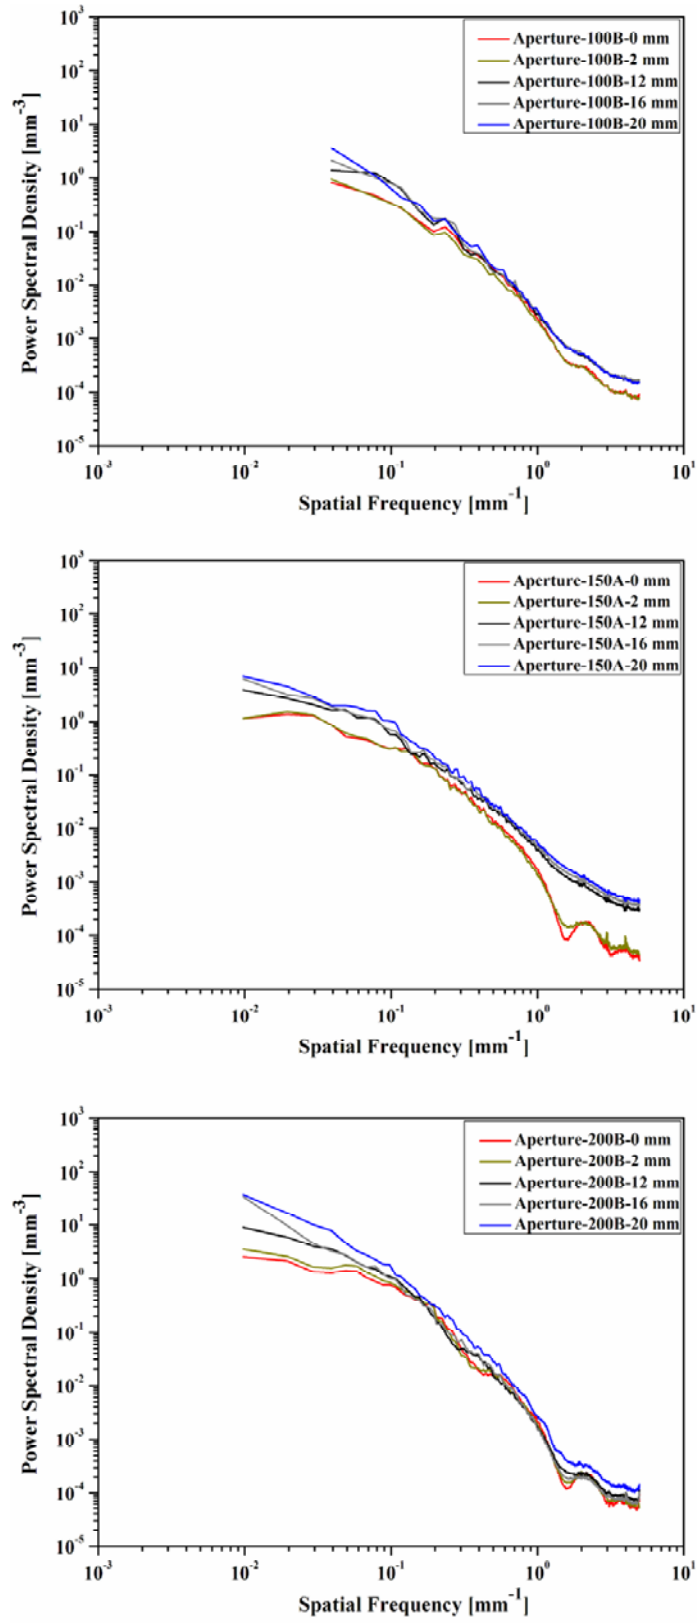 10³
10²
10¹
10⁰
10⁻¹
10⁻²
10⁻³
10⁻⁴
10⁻⁵
Power Spectral Density [mm⁻³]
Aperture-100B-0 mm
Aperture-100B-2 mm
Aperture-100B-12 mm
Aperture-100B-16 mm
Aperture-100B-20 mm
10⁻³ 10⁻² 10⁻¹ 10⁰ 10¹
Spatial Frequency [mm⁻¹]
10³
10²
10¹
10⁰
10⁻¹
10⁻²
10⁻³
10⁻⁴
10⁻⁵
Power Spectral Density [mm⁻³]
Aperture-150A-0 mm
Aperture-150A-2 mm
Aperture-150A-12 mm
Aperture-150A-16 mm
Aperture-150A-20 mm
10⁻³ 10⁻² 10⁻¹ 10⁰ 10¹
Spatial Frequency [mm⁻¹]
10³
10²
10¹
10⁰
10⁻¹
10⁻²
10⁻³
10⁻⁴
10⁻⁵
Power Spectral Density [mm⁻³]
Aperture-200B-0 mm
Aperture-200B-2 mm
Aperture-200B-12 mm
Aperture-200B-16 mm
Aperture-200B-20 mm
10⁻³ 10⁻² 10⁻¹ 10⁰ 10¹
Spatial Frequency [mm⁻¹]